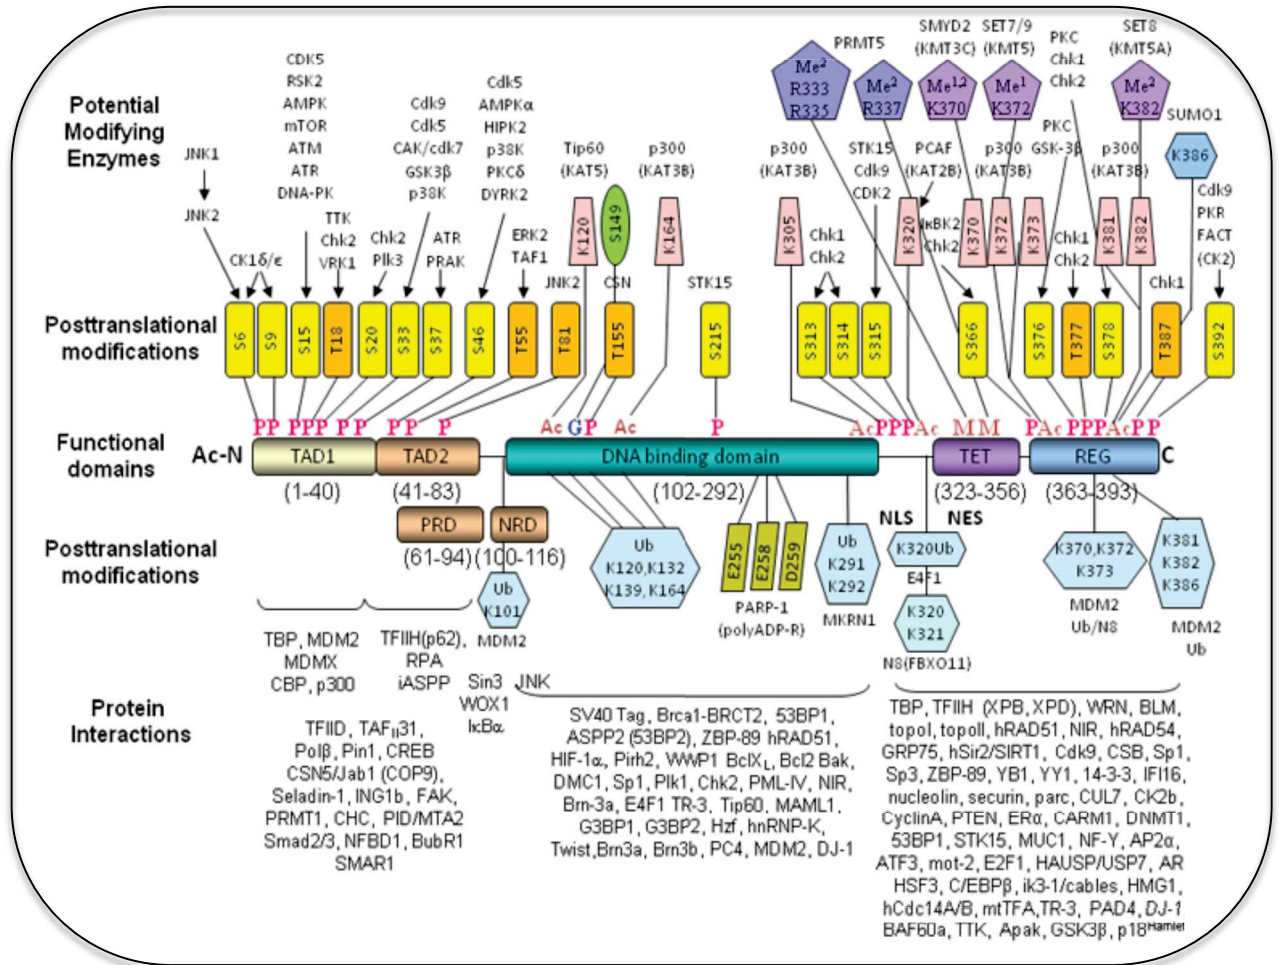 Potential
Modifying
Enzymes
JNK1
JNK2
CK1δ/ε
CDK5
RSK2
AMPK
mTOR
ATM
ATR
DNA-PK
TTK
Chk2
VRK1
Chk2
Plk3
Cdk9
Cdk5
CAK/cdk7
GSK3β
p38K
ATR
PRAK
Cdk5
AMPKα
HIPK2
p38K
PKCδ
DYRK2
ERK2
TAF1
JNK2
Tip60
(KAT5)
K120
S149
CSN
p300
(KAT3B)
K164
STK15
p300
(KAT3B)
K305
Chk1
Chk2
STK15
Cdk9
CDK2
PRMT5
Me²
R333
R335
Me²
R337
SMYD2
(KMT3C)
Me¹,²
K370
SET7/9
(KMT5)
Me¹
K372
PKC
Chk1
Chk2
SET8
(KMT5A)
Me²
K382
SUMO1
K386
PCAF
(KAT2B)
K320
Chk2
K370
p300
(KAT3B)
K372
K373
PKC
GSK-3β
Chk1
Chk2
p300
(KAT3B)
K381
K382
Chk1
Cdk9
PKR
FACT
(CK2)
Posttranslational
modifications
S6
S9
S15
T18
S20
S33
S37
S46
T55
T81
T155
S215
S313
S314
S315
S366
S376
T377
S378
T387
S392
PP PPP P P PP P Ac G P Ac P Ac PPP Ac M M P Ac PPP Ac P P
Functional
domains
Ac-N TAD1 TAD2 DNA binding domain TET REG C
(1-40) (41-83) (102-292) (323-356) (363-393)
PRD NRD
(61-94) (100-116)
NLS NES
Posttranslational
modifications
Ub
K101
MDM2
Ub
K120,K132
K139,K164
E255
E258
D259
PARP-1
(polyADP-R)
Ub
K291
K292
MKRN1
K320Ub
E4F1
K320
K321
N8(FBXO11)
K370,K372
K373
MDM2
Ub/N8
K381
K382
K386
MDM2
Ub
Protein
Interactions
TBP, MDM2
MDMX
CBP, p300
TFIIH(p62),
RPA
iASPP
Sin3 JNK
WOX1
IκBα
TFIID, TAFII31,
Polβ, Pin1, CREB
CSN5/Jab1 (COP9),
Seladin-1, ING1b, FAK,
PRMT1, CHC, PID/MTA2
Smad2/3, NFBD1, BubR1
SMAR1
SV40 Tag, Brca1-BRCT2, 53BP1,
ASPP2 (53BP2), ZBP-89 hRAD51,
HIF-1α, Pirh2, WWP1 BclXL, Bcl2 Bak,
DMC1, Sp1, Plk1, Chk2, PML-IV, NIR,
Brn-3a, E4F1 TR-3, Tip60, MAML1,
G3BP1, G3BP2, Hzf, hnRNP-K,
Twist,Brn3a, Brn3b, PC4, MDM2, DJ-1
TBP, TFIIH (XPB, XPD), WRN, BLM,
topoI, topoII, hRAD51, NIR, hRAD54,
GRP75, hSir2/SIRT1, Cdk9, CSB, Sp1,
Sp3, ZBP-89, YB1, YY1, 14-3-3, IFI16,
nucleolin, securin, parc, CUL7, CK2b,
CyclinA, PTEN, ERα, CARM1, DNMT1,
53BP1, STK15, MUC1, NF-Y, AP2α,
ATF3, mot-2, E2F1, HAUSP/USP7, AR
HSF3, C/EBPβ, ik3-1/cables, HMG1,
hCdc14A/B, mtTFA,TR-3, PAD4, DJ-1
BAF60a, TTK, Apak, GSK3β, p18Hamlet